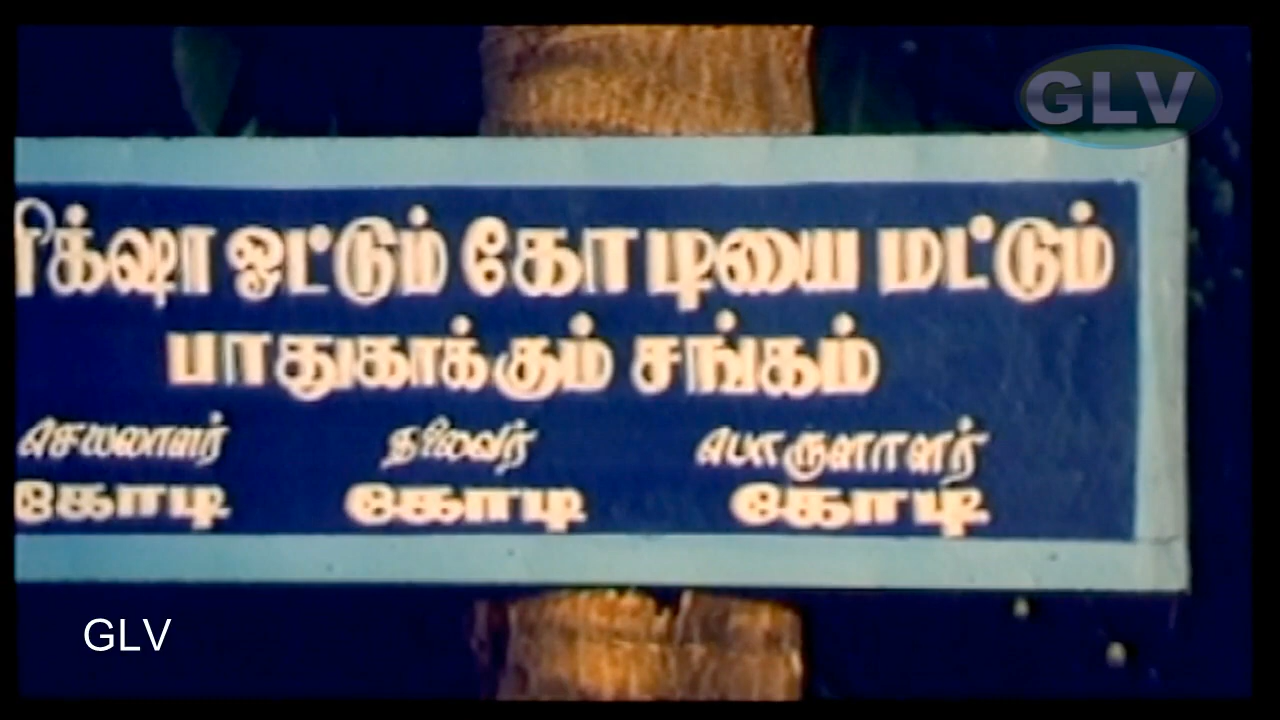 GLV
ரிக்‌ஷா ஓட்டும் கோடியை மட்டும்
பாதுகாக்கும் சங்கம்
செயலாளர் தலைவர் பொருளாளர்
கோடி கோடி கோடி
GLV